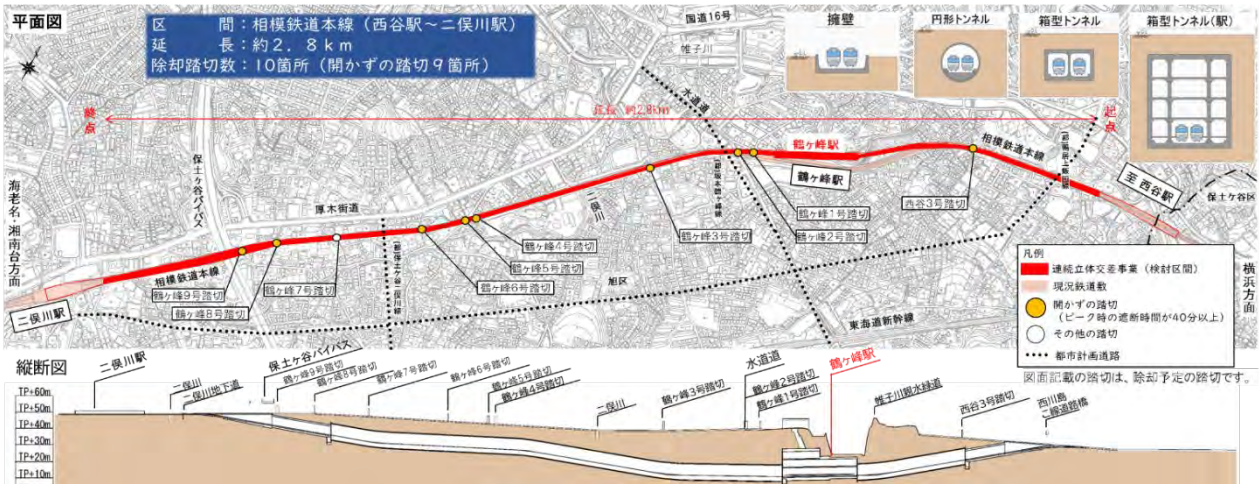 平面図
区　　間：相模鉄道本線（西谷駅～二俣川駅）
延　　長：約２．８ｋｍ
除却踏切数：１０箇所（開かずの踏切９箇所）
国道16号
帷子川
擁壁
円形トンネル
箱型トンネル
箱型トンネル(駅)
水道道
終点
延長 約2.8km
起点
保土ヶ谷バイパス
海老名・湘南台方面
厚木街道
二俣川
鶴ヶ峰駅
鶴ヶ峰駅
相模鉄道本線
至 西谷駅
保土ヶ谷区
横浜方面
西谷3号踏切
鶴ヶ峰1号踏切
鶴ヶ峰2号踏切
鶴ヶ峰3号踏切
鶴ヶ峰4号踏切
鶴ヶ峰5号踏切
鶴ヶ峰6号踏切
鶴ヶ峰7号踏切
鶴ヶ峰8号踏切
鶴ヶ峰9号踏切
相模鉄道本線
二俣川駅
旭区
東海道新幹線
凡例
連続立体交差事業（検討区間）
現況鉄道敷
開かずの踏切
（ピーク時の遮断時間が40分以上）
その他の踏切
都市計画道路
図面記載の踏切は、除却予定の踏切です。
縦断図
二俣川駅
二俣川
二俣川地下道
保土ヶ谷バイパス
鶴ヶ峰9号踏切
鶴ヶ峰8号踏切
鶴ヶ峰7号踏切
鶴ヶ峰6号踏切
鶴ヶ峰5号踏切
鶴ヶ峰4号踏切
二俣川
鶴ヶ峰3号踏切
水道道
鶴ヶ峰2号踏切
鶴ヶ峰1号踏切
鶴ヶ峰駅
帷子川親水緑道
西谷3号踏切
西川島
二線道路橋
TP+60m
TP+50m
TP+40m
TP+30m
TP+20m
TP+10m